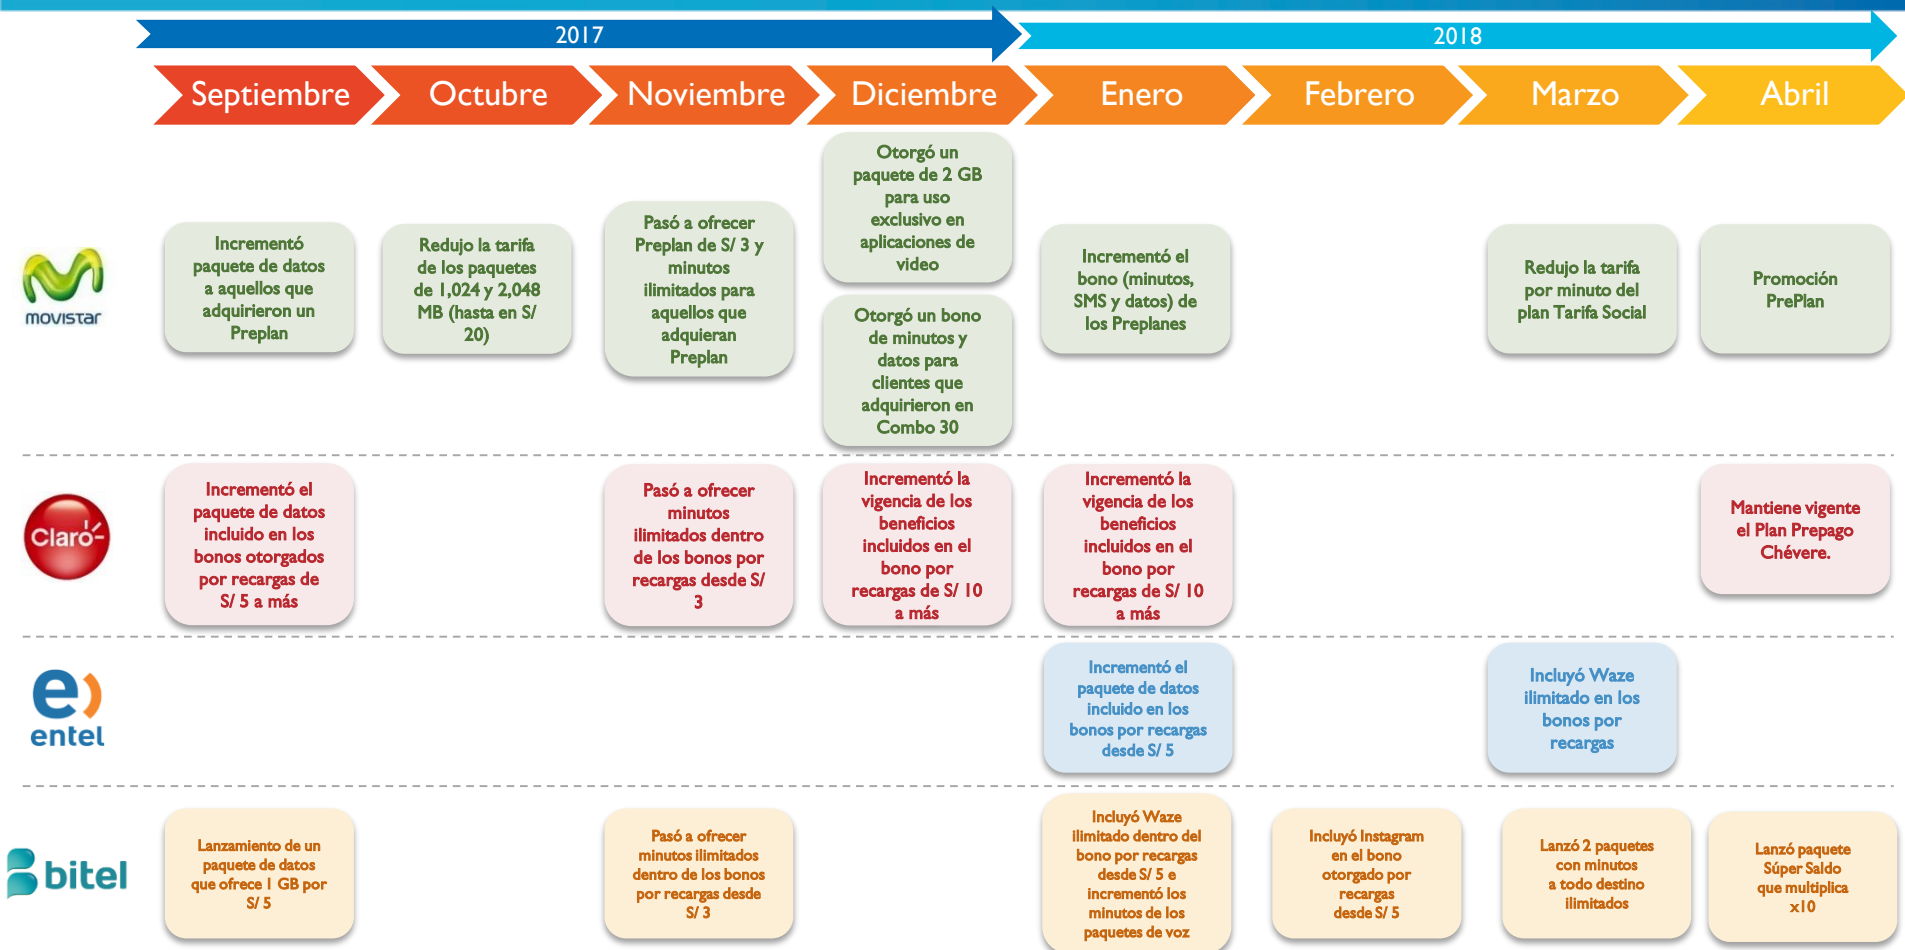 2017
2018
Septiembre
Octubre
Noviembre
Diciembre
Enero
Febrero
Marzo
Abril
movistar
Incrementó
paquete de datos
a aquellos que
adquirieron un
Preplan
Redujo la tarifa
de los paquetes
de 1,024 y 2,048
MB (hasta en S/
20)
Pasó a ofrecer
Preplan de S/ 3 y
minutos
ilimitados para
aquellos que
adquieran
Preplan
Otorgó un
paquete de 2 GB
para uso
exclusivo en
aplicaciones de
video
Otorgó un bono
de minutos y
datos para
clientes que
adquirieron en
Combo 30
Incrementó el
bono (minutos,
SMS y datos) de
los Preplanes
Redujo la tarifa
por minuto del
plan Tarifa Social
Promoción
PrePlan
Claro
Incrementó el
paquete de datos
incluido en los
bonos otorgados
por recargas de
S/ 5 a más
Pasó a ofrecer
minutos
ilimitados dentro
de los bonos por
recargas desde S/
3
Incrementó la
vigencia de los
beneficios
incluidos en el
bono por
recargas de S/ 10
a más
Incrementó la
vigencia de los
beneficios
incluidos en el
bono por
recargas de S/ 10
a más
Mantiene vigente
el Plan Prepago
Chévere.
e)
entel
Incrementó el
paquete de datos
incluido en los
bonos por recargas
desde S/ 5
Incluyó Waze
ilimitado en los
bonos por
recargas
bitel
Lanzamiento de un
paquete de datos
que ofrece 1 GB por
S/ 5
Pasó a ofrecer
minutos ilimitados
dentro de los bonos
por recargas desde
S/ 3
Incluyó Waze
ilimitado dentro del
bono por recargas
desde S/ 5 e
incrementó los
minutos de los
paquetes de voz
Incluyó Instagram
en el bono
otorgado por
recargas
desde S/ 5
Lanzó 2 paquetes
con minutos
a todo destino
ilimitados
Lanzó paquete
Súper Saldo
que multiplica
x10